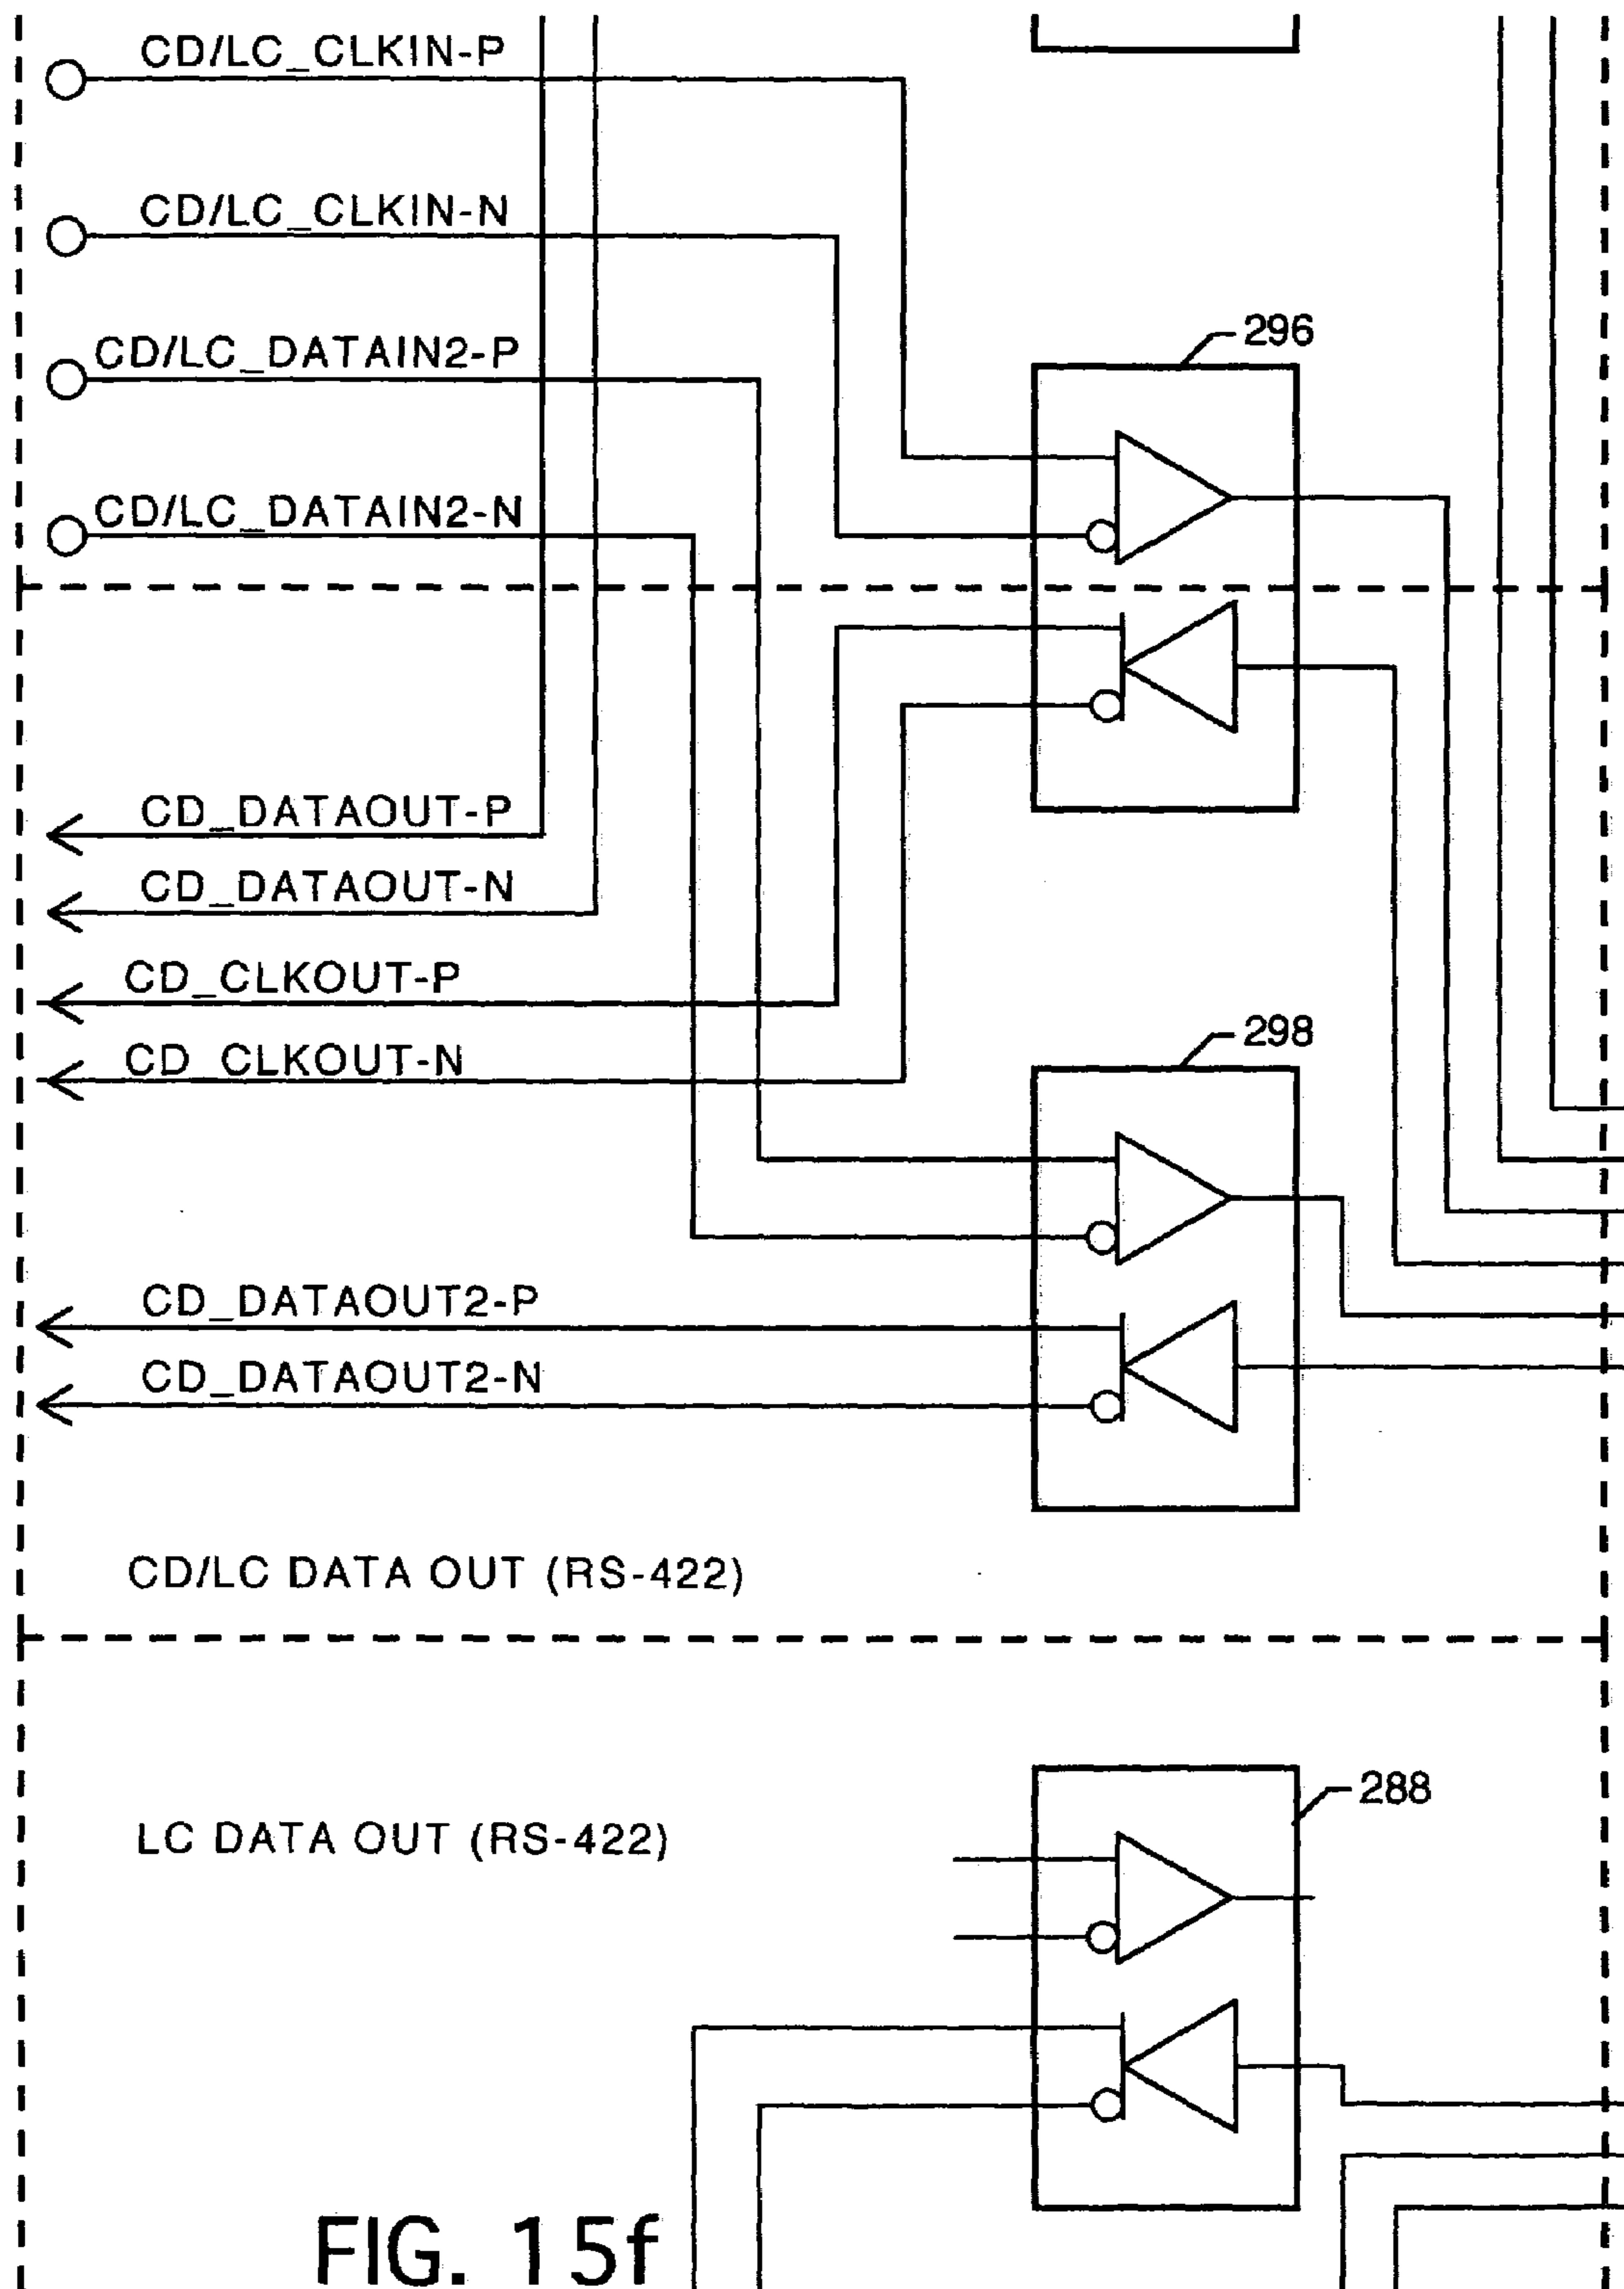 CD/LC_CLKIN-P
CD/LC_CLKIN-N
296
CD/LC_DATAIN2-P
CD/LC_DATAIN2-N
CD_DATAOUT-P
CD_DATAOUT-N
CD_CLKOUT-P
298
CD_CLKOUT-N
CD_DATAOUT2-P
CD_DATAOUT2-N
CD/LC DATA OUT (RS-422)
288
LC DATA OUT (RS-422)
FIG. 15f